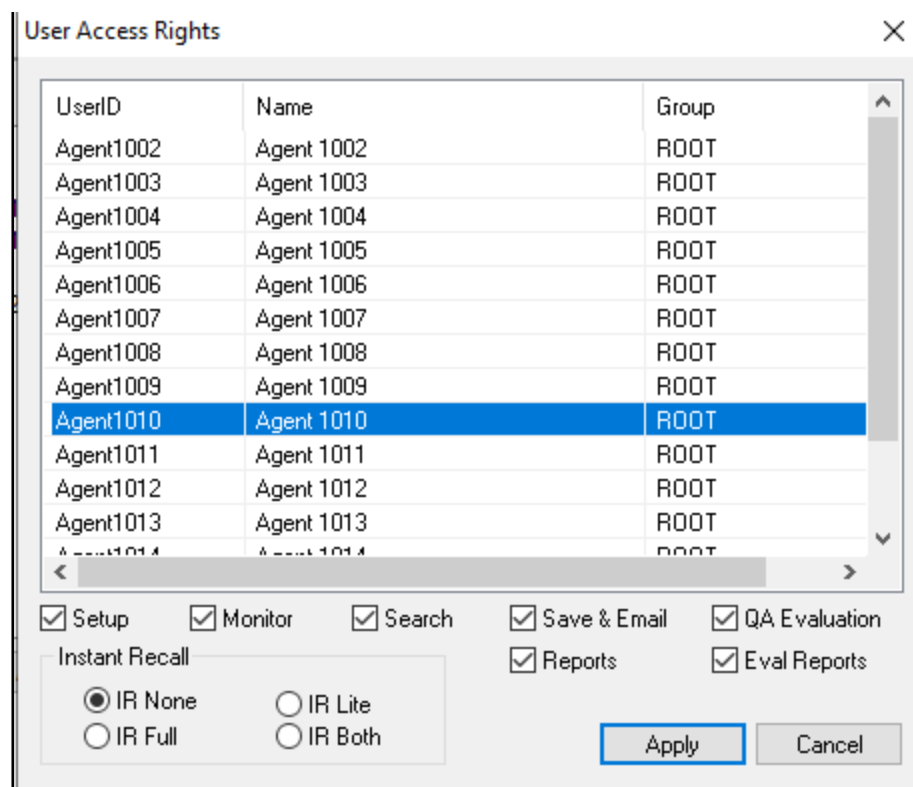 User Access Rights
UserID Name Group
Agent1002 Agent 1002 ROOT
Agent1003 Agent 1003 ROOT
Agent1004 Agent 1004 ROOT
Agent1005 Agent 1005 ROOT
Agent1006 Agent 1006 ROOT
Agent1007 Agent 1007 ROOT
Agent1008 Agent 1008 ROOT
Agent1009 Agent 1009 ROOT
Agent1010 Agent 1010 ROOT
Agent1011 Agent 1011 ROOT
Agent1012 Agent 1012 ROOT
Agent1013 Agent 1013 ROOT
Agent1014 Agent 1014 ROOT
Setup Monitor Search Save & Email QA Evaluation
Instant Recall Reports Eval Reports
IR None IR Lite
IR Full IR Both
Apply Cancel